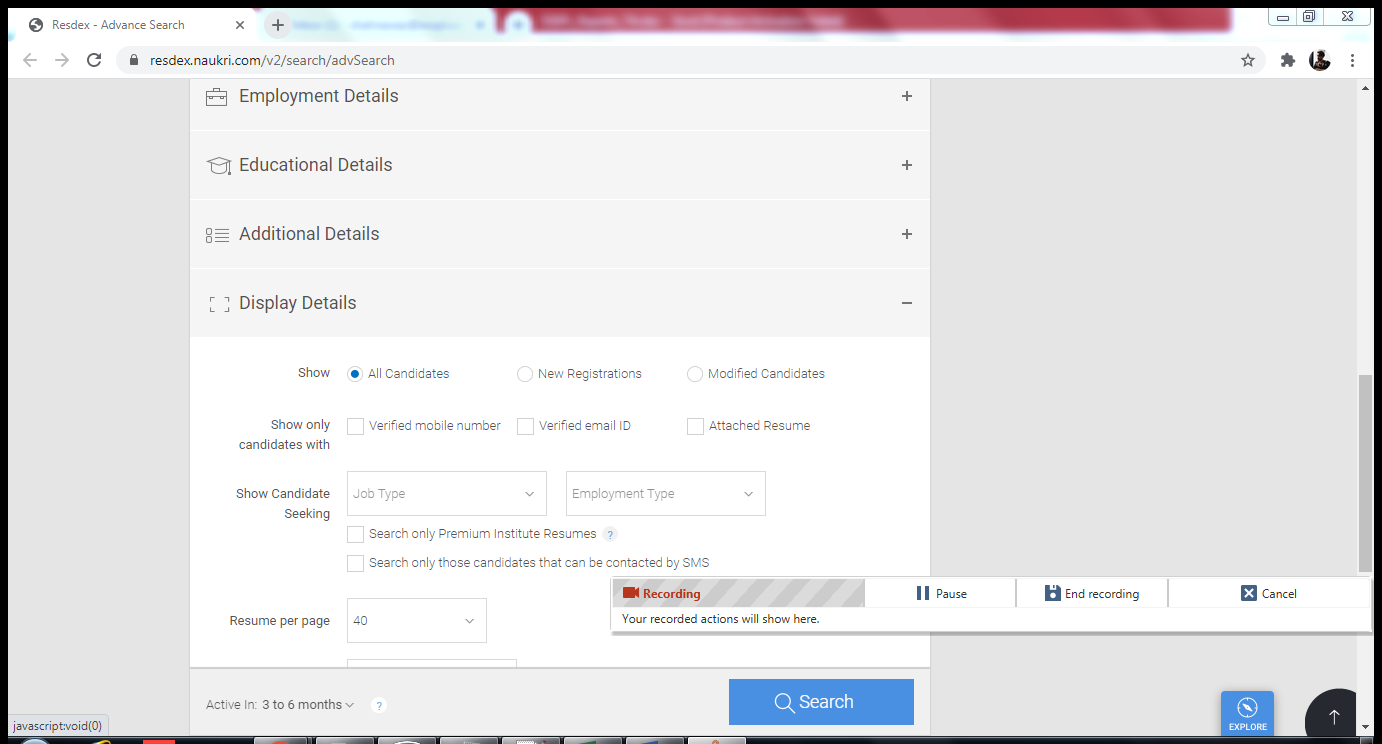 Resdex - Advance Search
resdex.naukri.com/v2/search/advSearch
Employment Details
Educational Details
Additional Details
Display Details
Show
All Candidates
New Registrations
Modified Candidates
Show only candidates with
Verified mobile number
Verified email ID
Attached Resume
Show Candidate Seeking
Job Type
Employment Type
Search only Premium Institute Resumes ?
Search only those candidates that can be contacted by SMS
Recording
Pause
End recording
Cancel
Your recorded actions will show here.
Resume per page
40
Active In: 3 to 6 months ?
Search
EXPLORE
javascript:void(0)